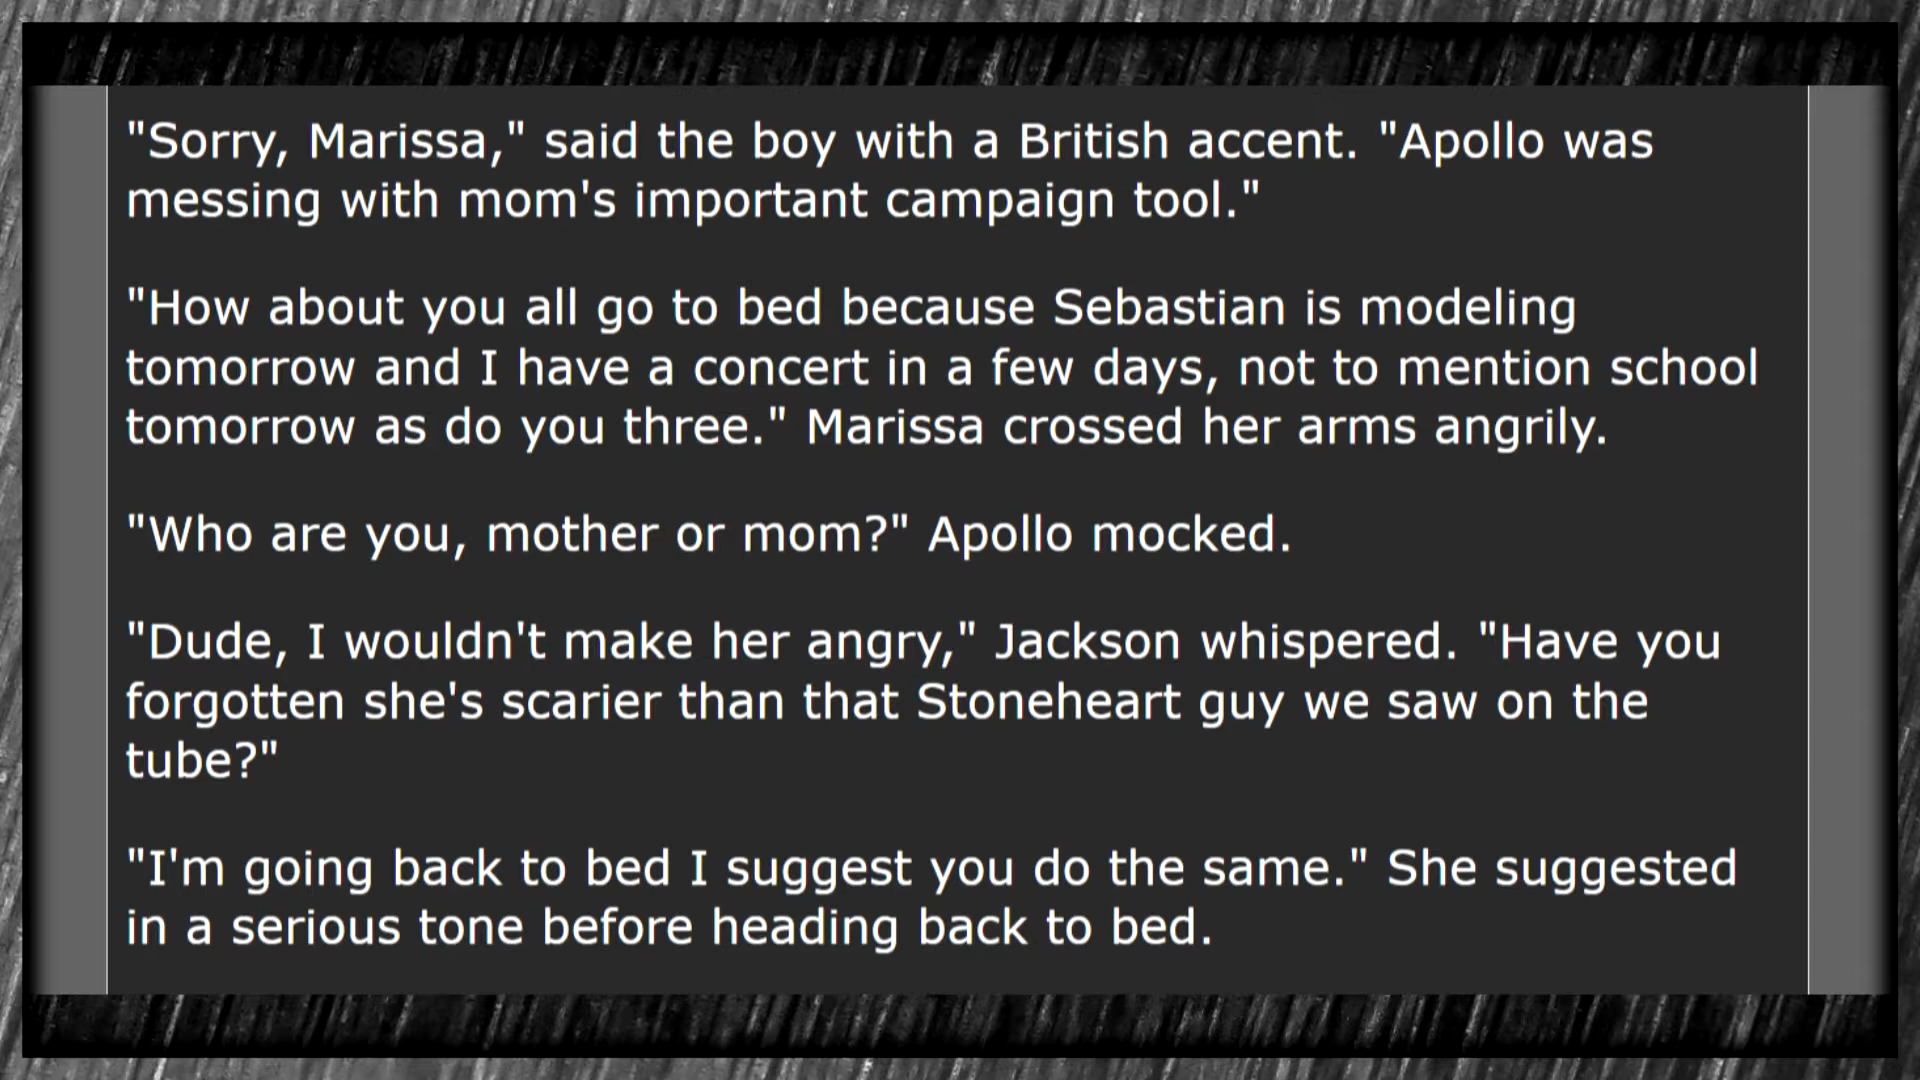 "Sorry, Marissa," said the boy with a British accent. "Apollo was
messing with mom's important campaign tool."
"How about you all go to bed because Sebastian is modeling
tomorrow and I have a concert in a few days, not to mention school
tomorrow as do you three." Marissa crossed her arms angrily.
"Who are you, mother or mom?" Apollo mocked.
"Dude, I wouldn't make her angry," Jackson whispered. "Have you
forgotten she's scarier than that Stoneheart guy we saw on the
tube?"
"I'm going back to bed I suggest you do the same." She suggested
in a serious tone before heading back to bed.